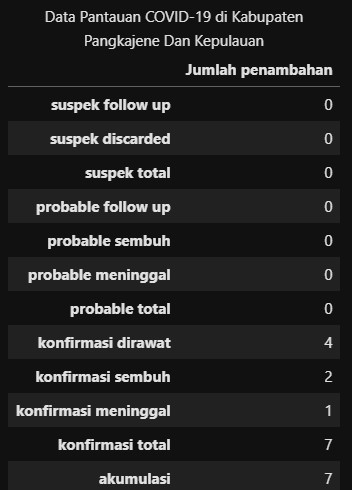 Data Pantauan COVID-19 di Kabupaten
Pangkajene Dan Kepulauan
Jumlah penambahan
suspek follow up 0
suspek discarded 0
suspek total 0
probable follow up 0
probable sembuh 0
probable meninggal 0
probable total 0
konfirmasi dirawat 4
konfirmasi sembuh 2
konfirmasi meninggal 1
konfirmasi total 7
akumulasi 7